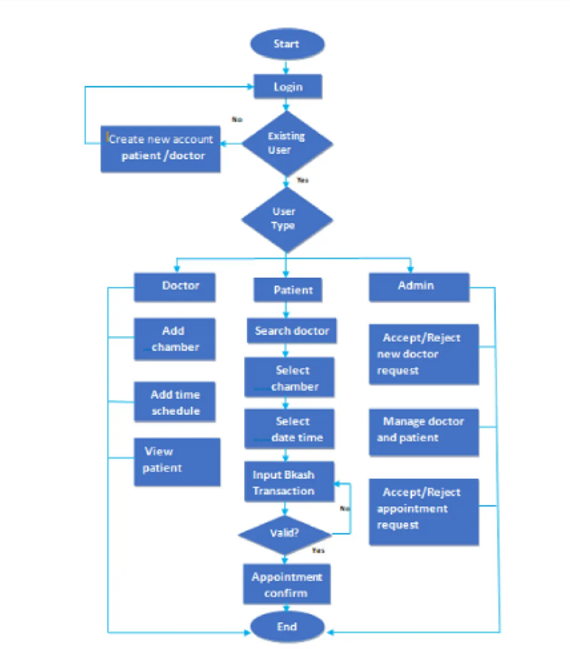 Start
Login
No
Existing
User
Create new account
patient /doctor
Yes
User
Type
Doctor
Patient
Admin
Add
chamber
Search doctor
Accept/Reject
new doctor
request
Select
chamber
Add time
schedule
Select
date time
Manage doctor
and patient
View
patient
Input Bkash
Transaction
Accept/Reject
appointment
request
No
Valid?
Yes
Appointment
confirm
End